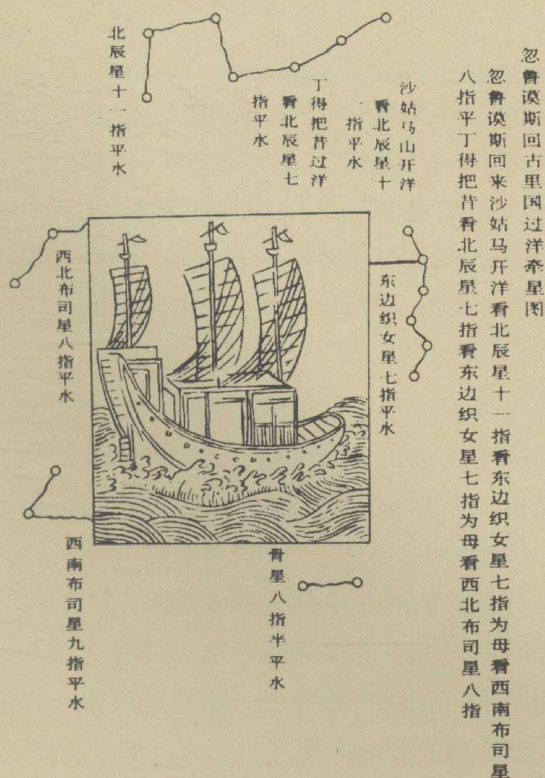 忽鲁谟斯回古里国过洋牵星图
忽鲁谟斯回来沙姑马开洋看北辰星十一指看东边织女星七指为母看西南布司星
八指平丁得把昔看北辰星七指看东边织女星七指为母看西北布司星八指
沙姑马山开洋
看北辰星十
一指平水
丁得把昔过洋
看北辰星七
指平水
北辰星十一指平水
东边织女星七指平水
西北布司星八指平水
骨星八指半平水
西南布司星九指平水